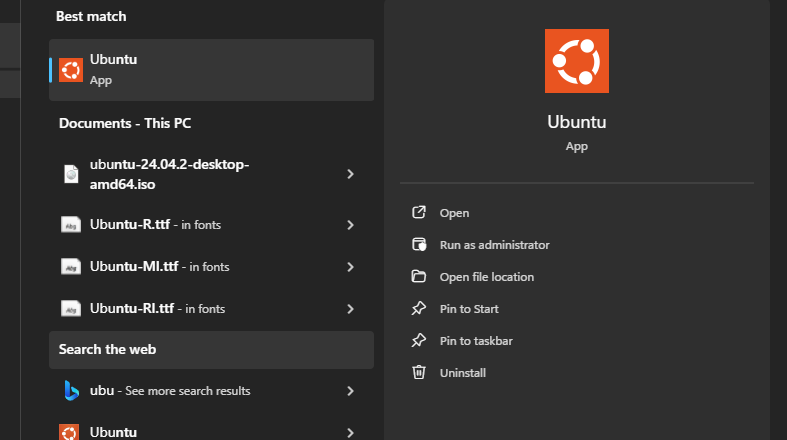 Best match
Ubuntu
App
Documents - This PC
ubuntu-24.04.2-desktop-
amd64.iso
Ubuntu-R.ttf - in fonts
Ubuntu-MI.ttf - in fonts
Ubuntu-RI.ttf - in fonts
Search the web
ubu - See more search results
Ubuntu
Ubuntu
App
Open
Run as administrator
Open file location
Pin to Start
Pin to taskbar
Uninstall